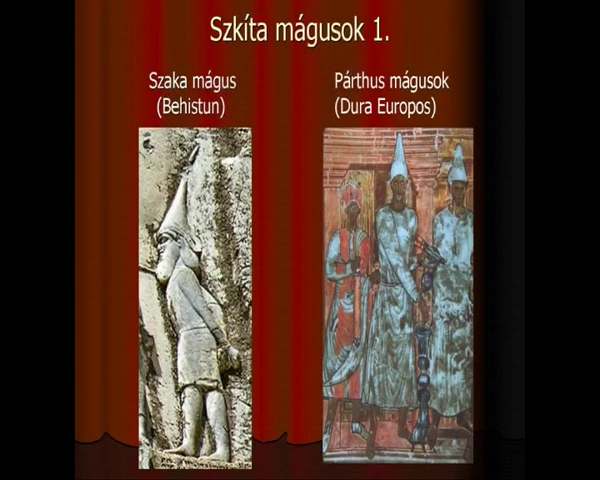 Szkíta mágusok 1.
Szaka mágus
(Behistun)
Párthus mágusok
(Dura Europos)